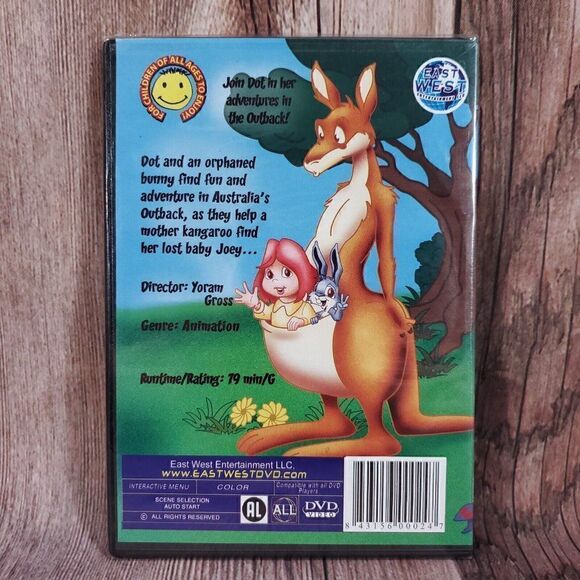 FOR CHILDREN OF ALL AGES TO ENJOY!
Join Dot in her
adventures in
the Outback!
EAST
WEST
ENTERTAINMENT LLC
Dot and an orphaned
bunny find fun and
adventure in Australia's
Outback, as they help a
mother kangaroo find
her lost baby Joey...
Director: Yoram
Gross
Genre: Animation
Runtime/Rating: 79 min/G
East West Entertainment LLC.
www.EASTWESTDVD.com
INTERACTIVE MENU
COLOR
Compatible with all DVD
Players
SCENE SELECTION
AUTO START
© ALL RIGHTS RESERVED
AL
ALL
DVD
VIDEO
8 43156 00024 7